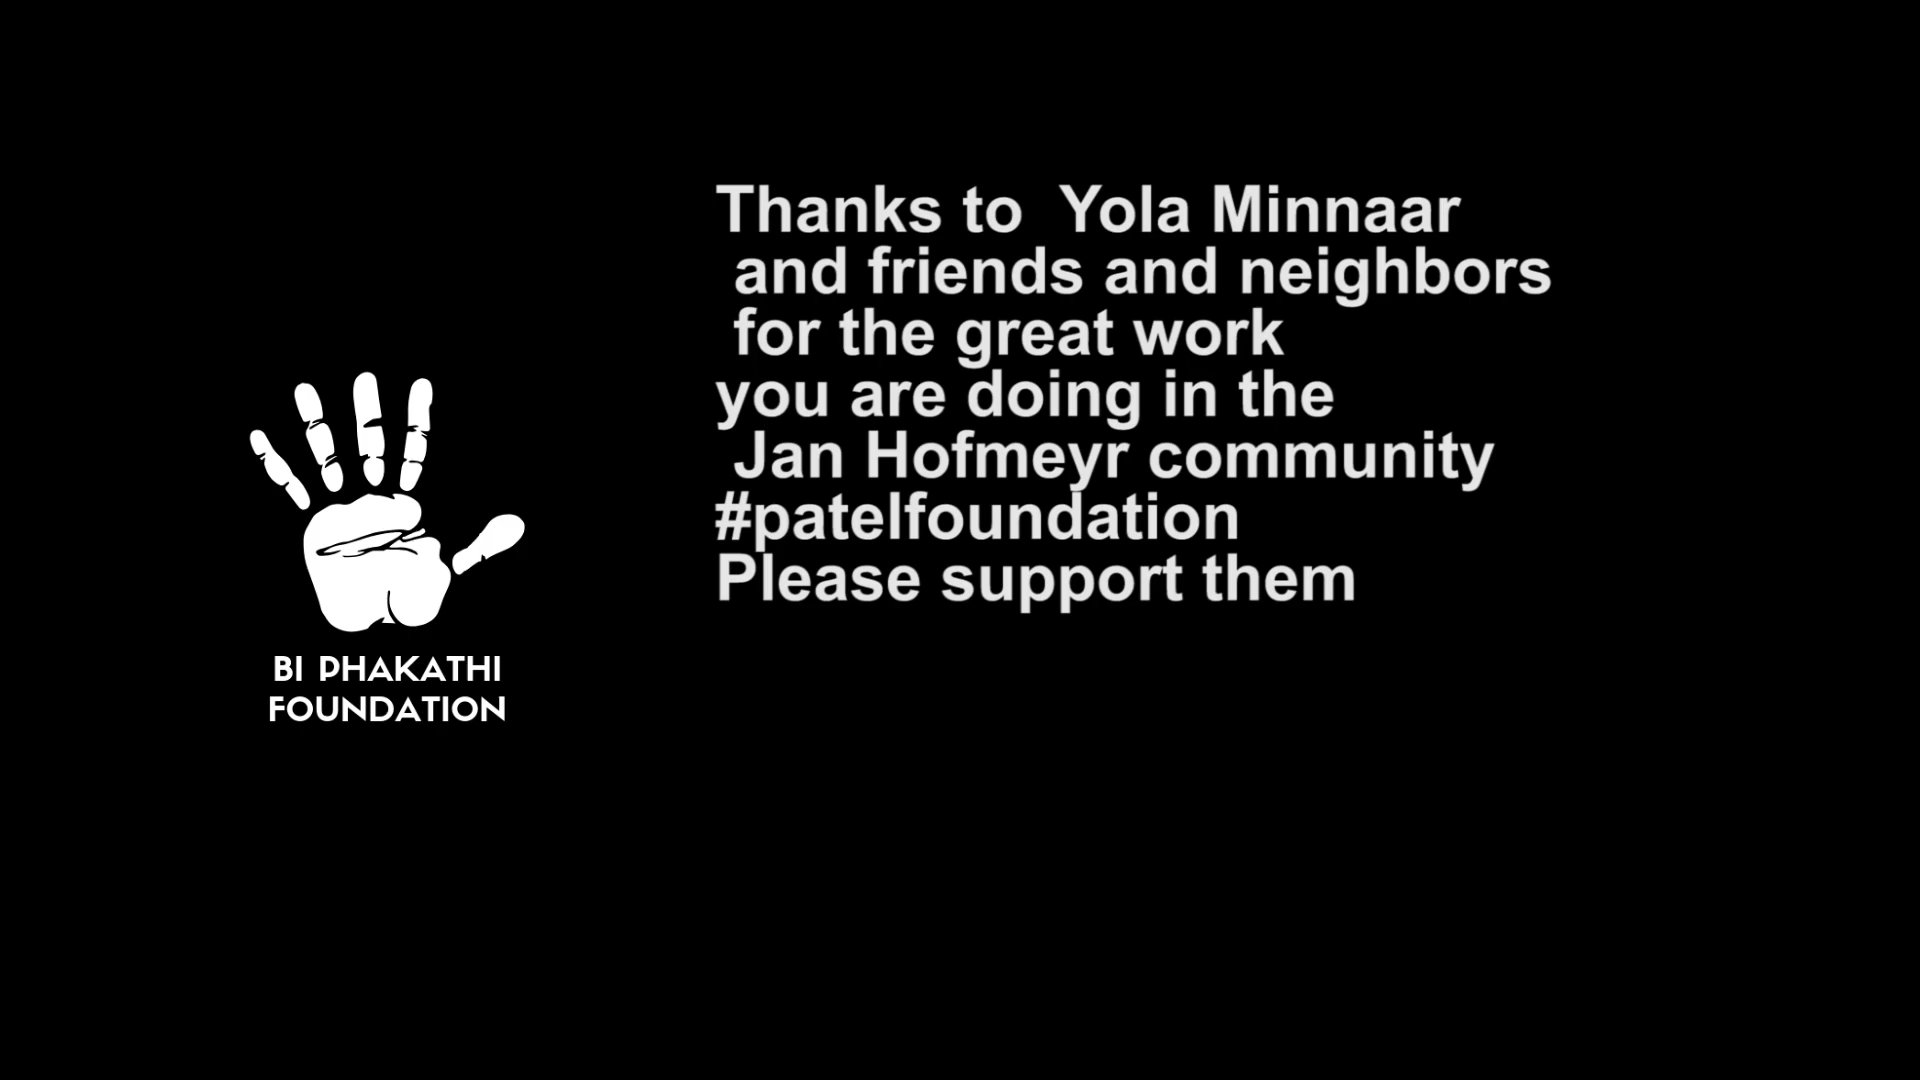 Thanks to  Yola Minnaar
and friends and neighbors
for the great work
you are doing in the
Jan Hofmeyr community
#patelfoundation
Please support them
BI PHAKATHI
FOUNDATION